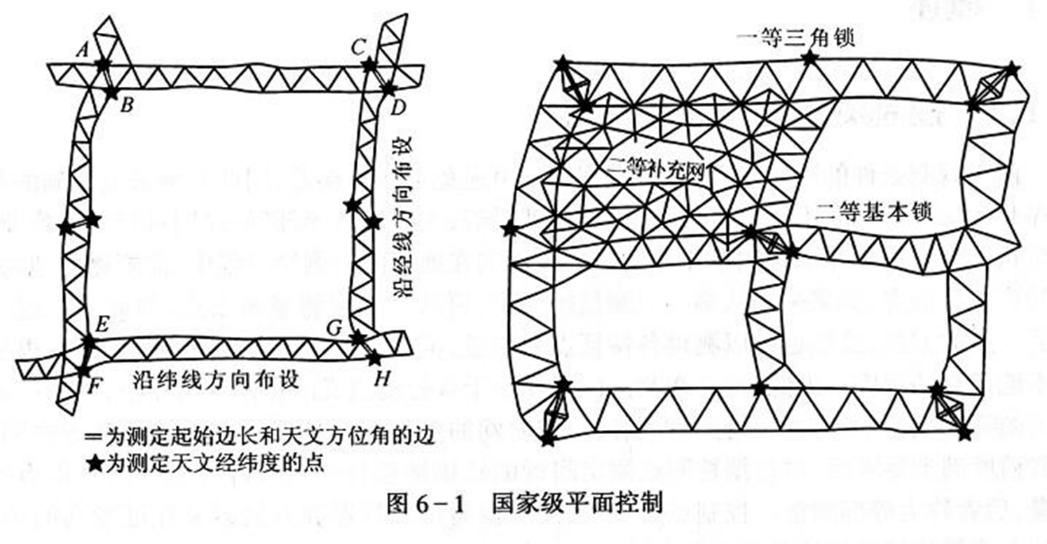 A
B
C
D
沿经线方向布设
E
F
G
H
沿纬线方向布设
=为测定起始边长和天文方位角的边
★为测定天文经纬度的点
一等三角锁
二等补充网
二等基本锁
图6-1 国家级平面控制